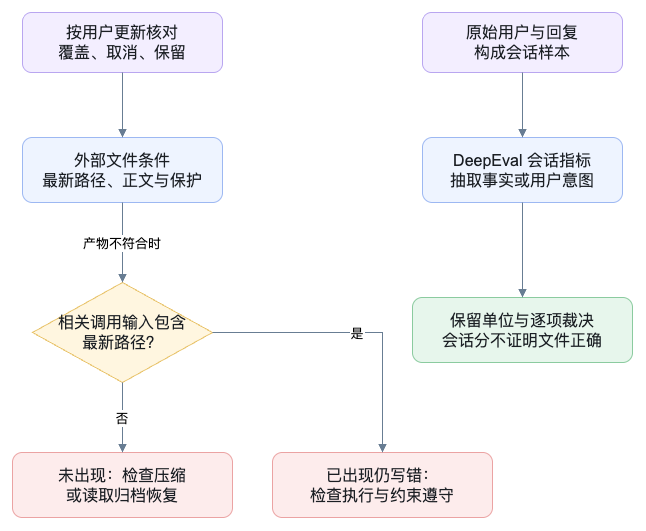 按用户更新核对
覆盖、取消、保留
外部文件条件
最新路径、正文与保护
产物不符合时
相关调用输入包含
最新路径?
是
否
未出现：检查压缩
或读取归档恢复
已出现仍写错：
检查执行与约束遵守
原始用户与回复
构成会话样本
DeepEval 会话指标
抽取事实或用户意图
保留单位与逐项裁决
会话分不证明文件正确